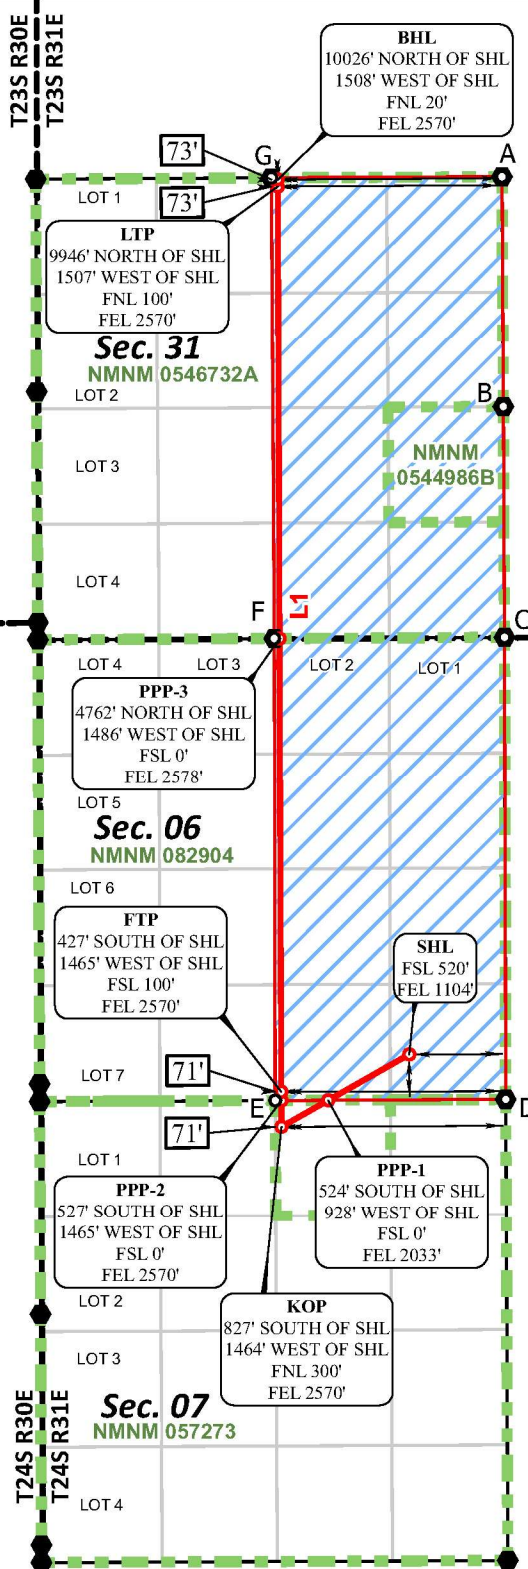 T23S R30E
T23S R31E
BHL
10026' NORTH OF SHL
1508' WEST OF SHL
FNL 20'
FEL 2570'
73'
G
A
LOT 1
73'
LTP
9946' NORTH OF SHL
1507' WEST OF SHL
FNL 100'
FEL 2570'
Sec. 31
NMNM 0546732A
LOT 2
B
LOT 3
NMNM
0544986B
LOT 4
L1
F
C
LOT 4
LOT 3
LOT 2
LOT 1
PPP-3
4762' NORTH OF SHL
1486' WEST OF SHL
FSL 0'
FEL 2578'
LOT 5
Sec. 06
NMNM 082904
LOT 6
FTP
427' SOUTH OF SHL
1465' WEST OF SHL
FSL 100'
FEL 2570'
SHL
FSL 520'
FEL 1104'
LOT 7
71'
E
D
71'
LOT 1
PPP-2
527' SOUTH OF SHL
1465' WEST OF SHL
FSL 0'
FEL 2570'
PPP-1
524' SOUTH OF SHL
928' WEST OF SHL
FSL 0'
FEL 2033'
LOT 2
KOP
827' SOUTH OF SHL
1464' WEST OF SHL
FNL 300'
FEL 2570'
LOT 3
Sec. 07
NMNM 057273
T24S R30E
T24S R31E
LOT 4